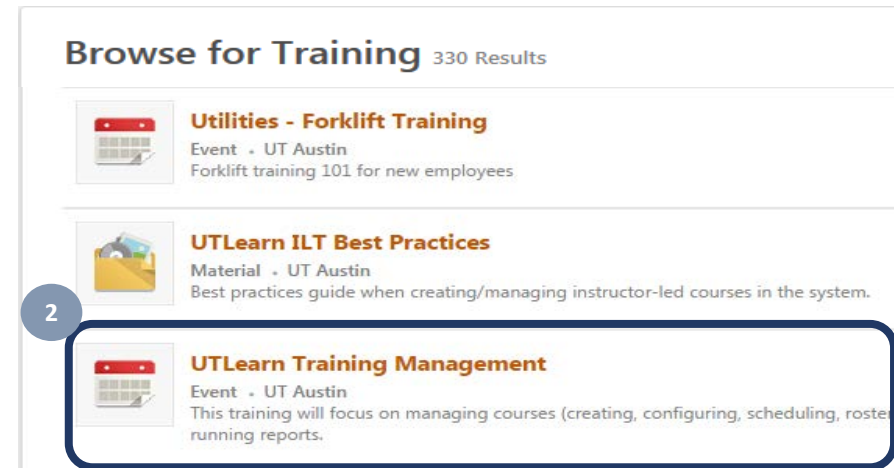 Browse for Training 330 Results
Utilities - Forklift Training
Event • UT Austin
Forklift training 101 for new employees
UTLearn ILT Best Practices
Material • UT Austin
Best practices guide when creating/managing instructor-led courses in the system.
2
UTLearn Training Management
Event • UT Austin
This training will focus on managing courses (creating, configuring, scheduling, roster
running reports.